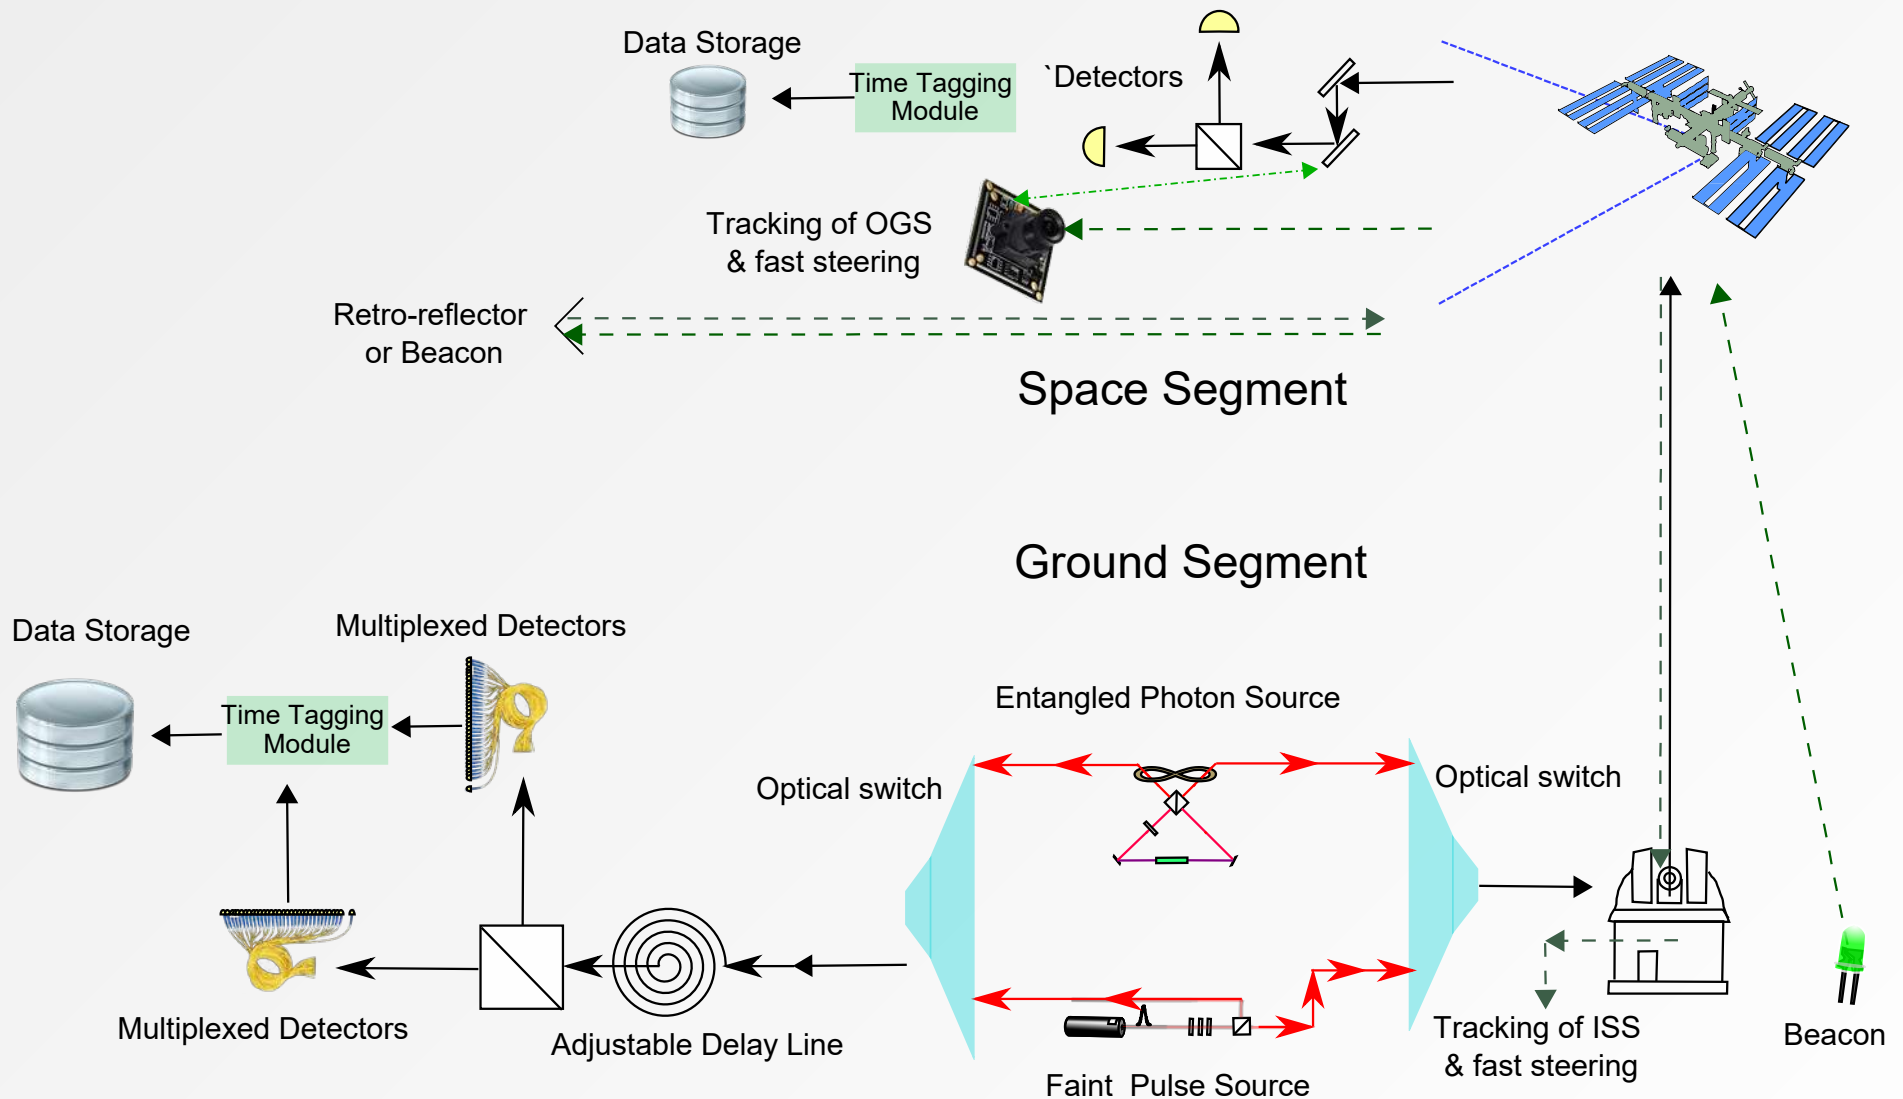 Data Storage
Time Tagging
Module
`Detectors
Tracking of OGS
& fast steering
Retro-reflector
or Beacon
Space Segment
Ground Segment
Data Storage
Multiplexed Detectors
Time Tagging
Module
Entangled Photon Source
Optical switch
Optical switch
Multiplexed Detectors
Adjustable Delay Line
Faint Pulse Source
Tracking of ISS
& fast steering
Beacon